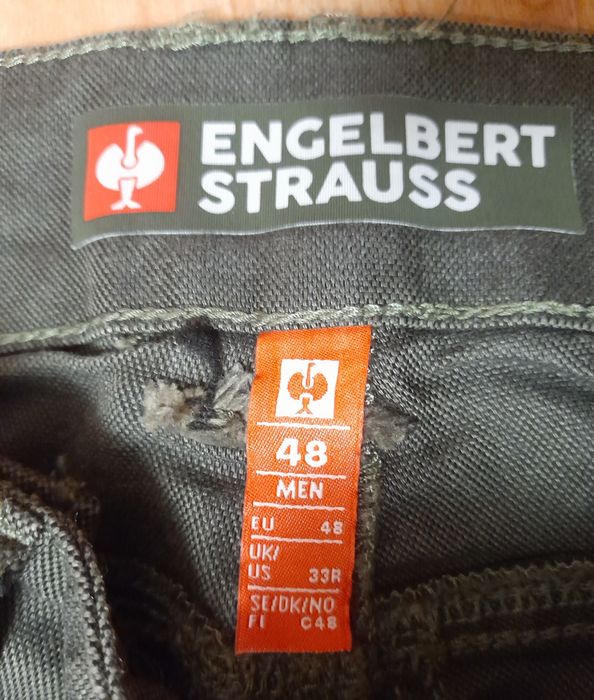 ENGELBERT
STRAUSS
48
MEN
EU 48
UK/
US 33R
SE/DK/NO
FI C48